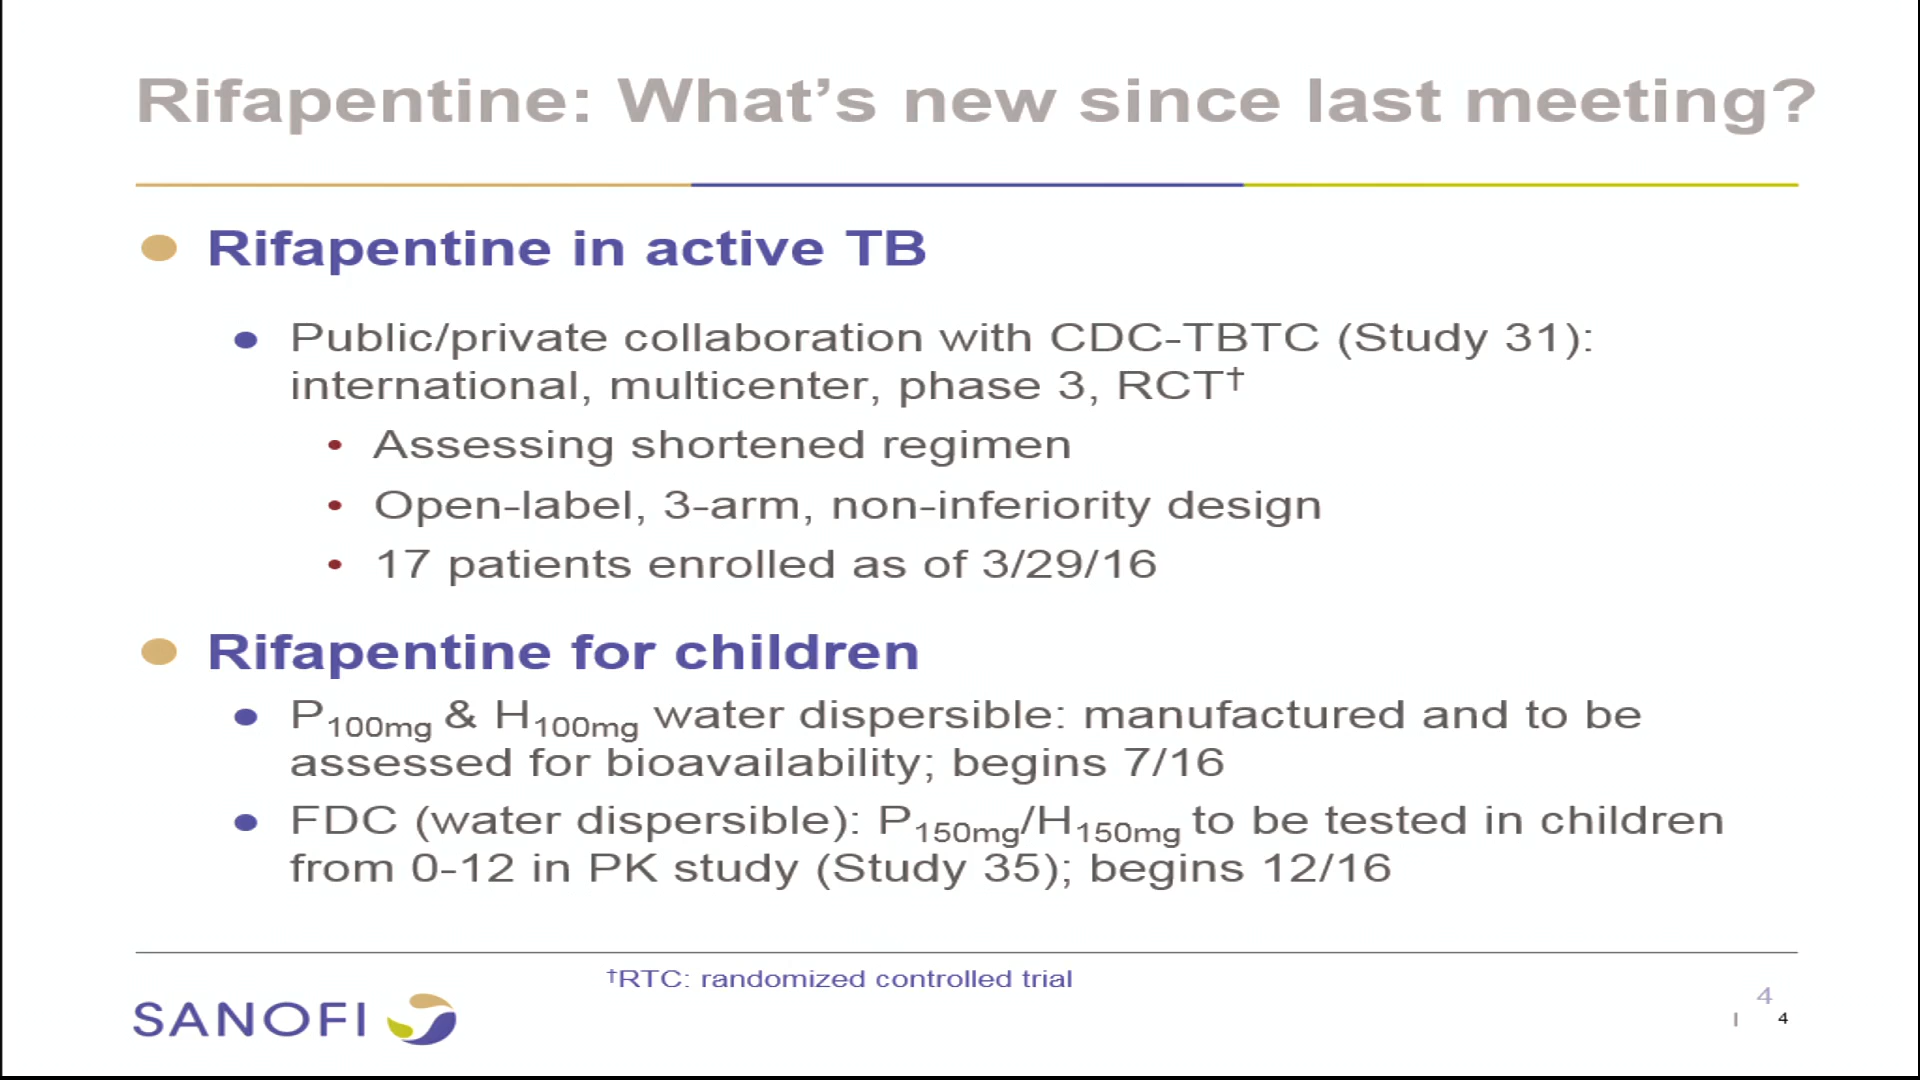 Rifapentine: What’s new since last meeting?
Rifapentine in active TB
Public/private collaboration with CDC-TBTC (Study 31):
international, multicenter, phase 3, RCT†
Assessing shortened regimen
Open-label, 3-arm, non-inferiority design
17 patients enrolled as of 3/29/16
Rifapentine for children
P100mg & H100mg water dispersible: manufactured and to be
assessed for bioavailability; begins 7/16
FDC (water dispersible): P150mg/H150mg to be tested in children
from 0-12 in PK study (Study 35); begins 12/16
†RTC: randomized controlled trial
SANOFI
4
| 4